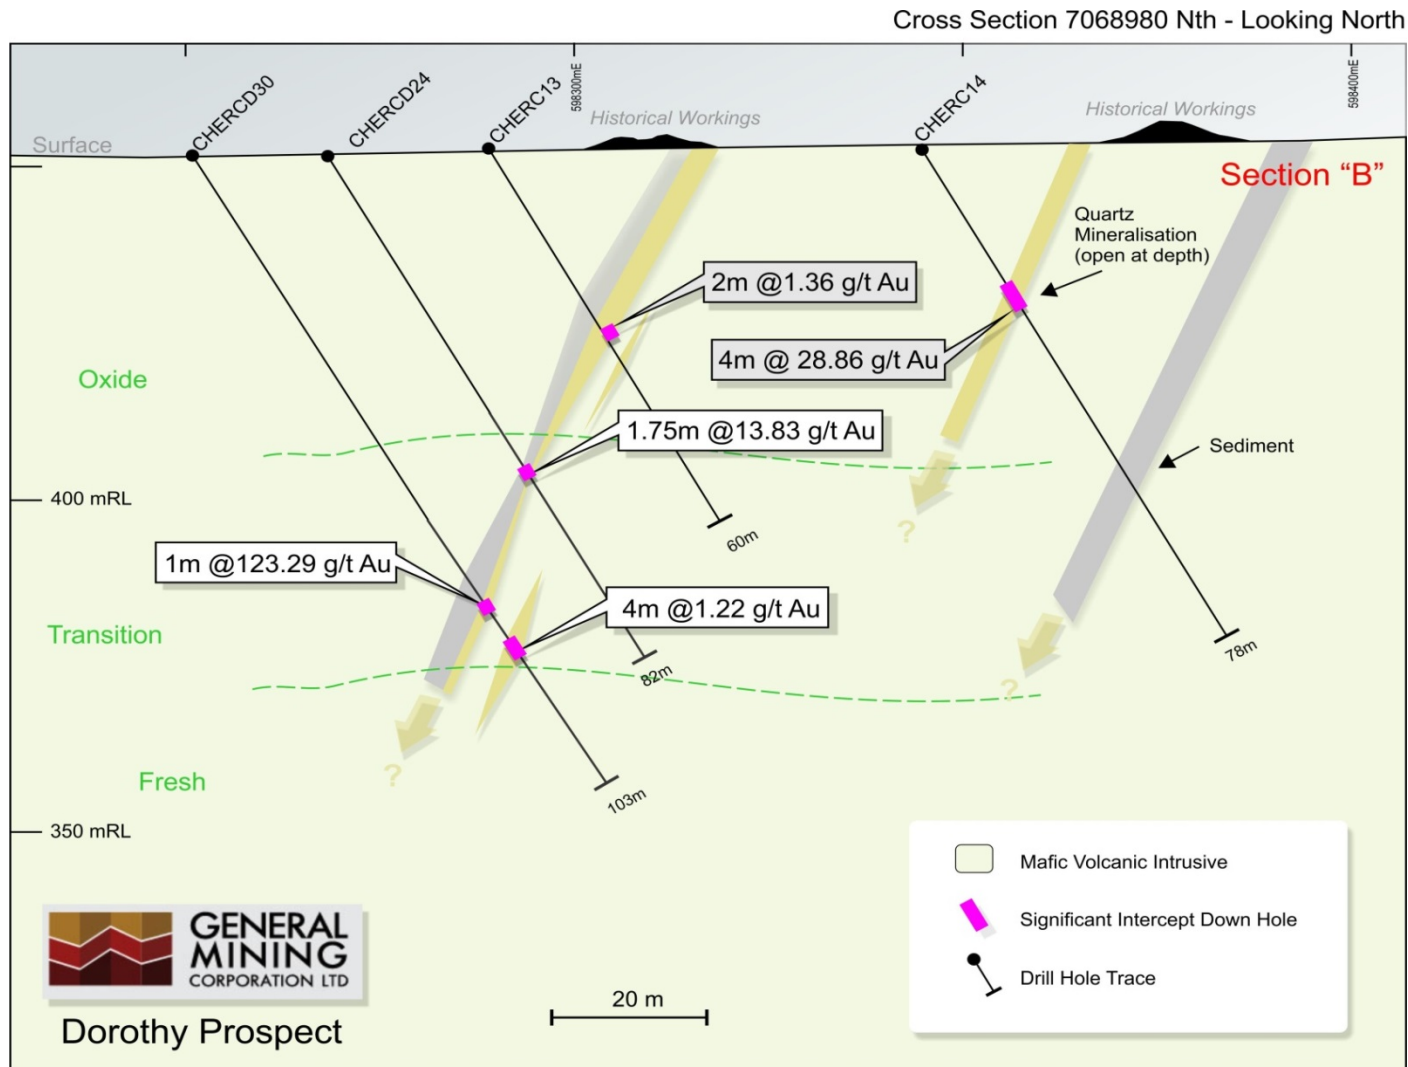 Cross Section 7068980 Nth - Looking North
CHERCD30
CHERCD24
CHERC13
598300mE
Historical Workings
CHERC14
Historical Workings
598400mE
Surface
Section “B”
Quartz
Mineralisation
(open at depth)
2m @1.36 g/t Au
4m @ 28.86 g/t Au
Oxide
1.75m @13.83 g/t Au
Sediment
400 mRL
?
60m
1m @123.29 g/t Au
4m @1.22 g/t Au
Transition
82m
78m
?
?
Fresh
103m
350 mRL
Mafic Volcanic Intrusive
Significant Intercept Down Hole
Drill Hole Trace
GENERAL
MINING
CORPORATION LTD
20 m
Dorothy Prospect